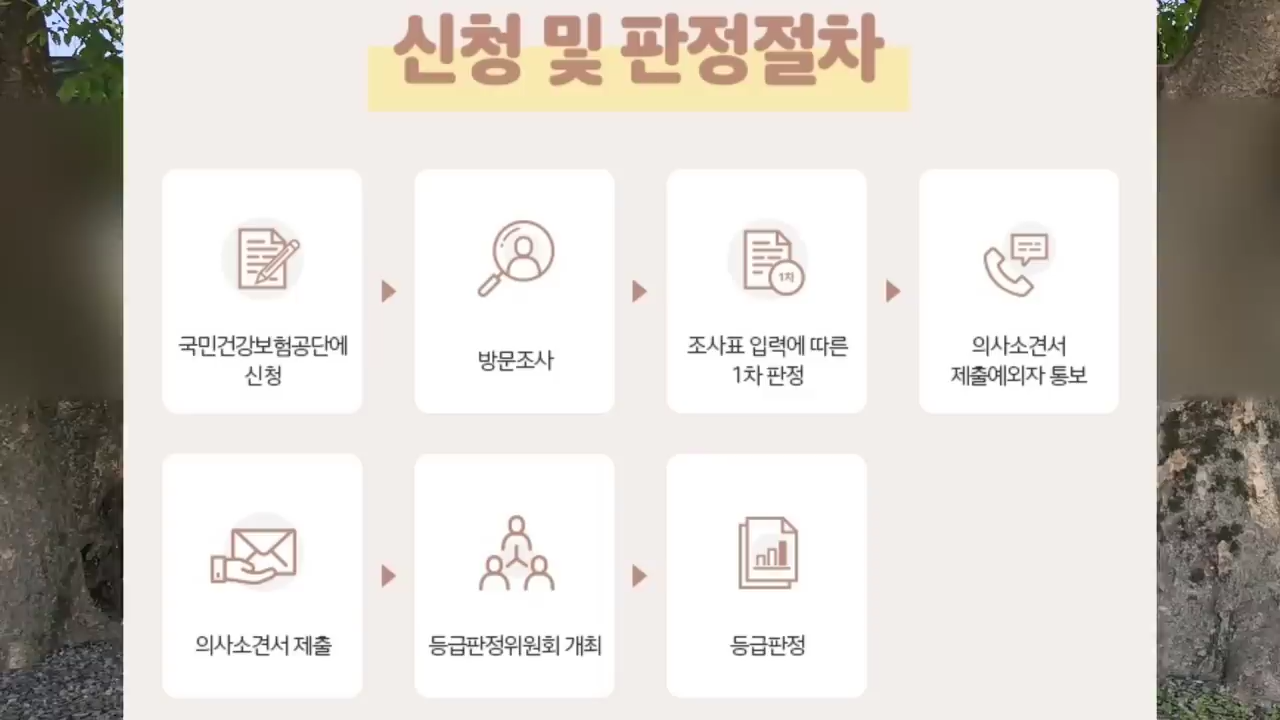 신청 및 판정절차
국민건강보험공단에
신청
방문조사
1차
조사표 입력에 따른
1차 판정
의사소견서
제출예외자 통보
의사소견서 제출
등급판정위원회 개최
등급판정